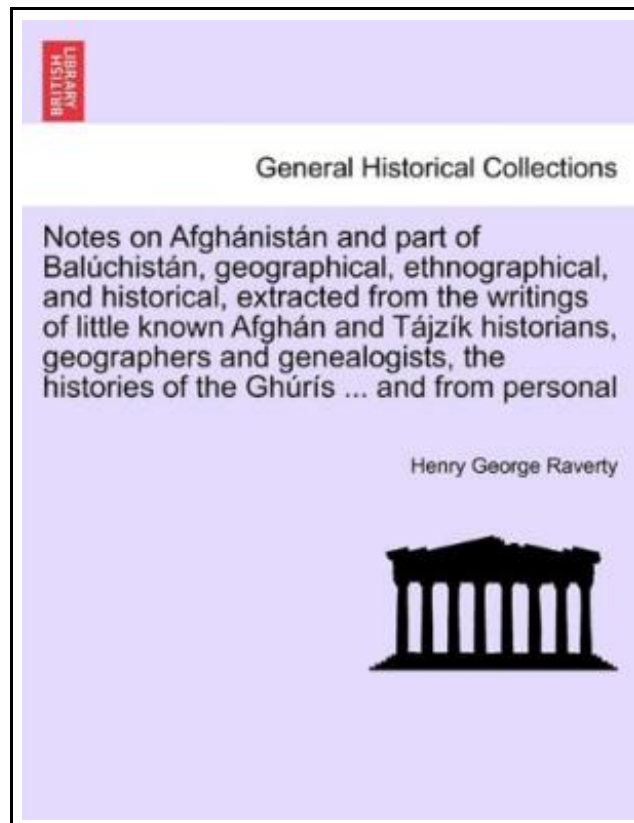 BRITISH
LIBRARY
General Historical Collections
Notes on Afghánistán and part of
Balúchistán, geographical, ethnographical,
and historical, extracted from the writings
of little known Afghán and Tájzík historians,
geographers and genealogists, the
histories of the Ghúrís ... and from personal
Henry George Raverty